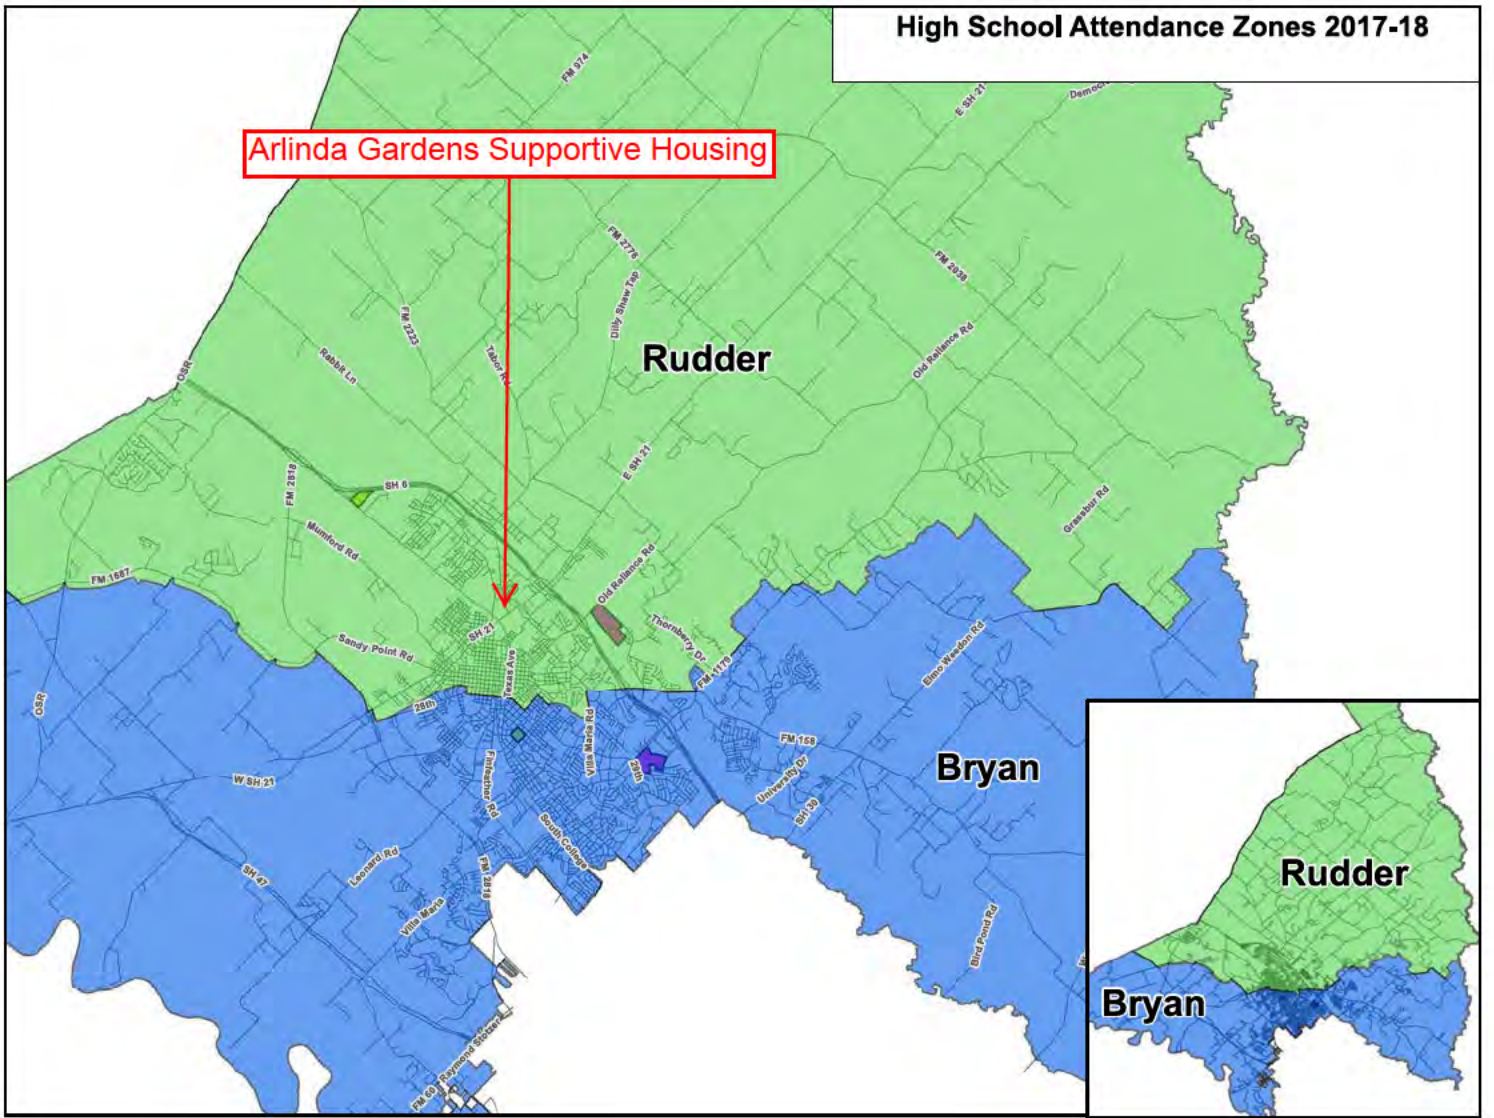 High School Attendance Zones 2017-18
FM 974
E SH 21
Arlinda Gardens Supportive Housing
FM 2776
FM 2038
Dilly Shaw Tap
FM 2223
Tabor Rd
Rabbit Ln
Rudder
Old Reliance Rd
OSR
E SH 21
FM 2818
SH 6
Grassbur Rd
Mumford Rd
Old Reliance Rd
FM 1687
SH 21
Thornberry Dr
Sandy Point Rd
Texas Ave
FM 1179
Elmo Weedon Rd
OSR
28th
Villa Maria Rd
FM 158
W SH 21
Finfeather Rd
29th
University Dr
Bryan
SH 30
South College
Leonard Rd
SH 47
FM 2818
Villa Maria
Bird Pond Rd
FM 60 - Raymond Stotzer
Rudder
Bryan